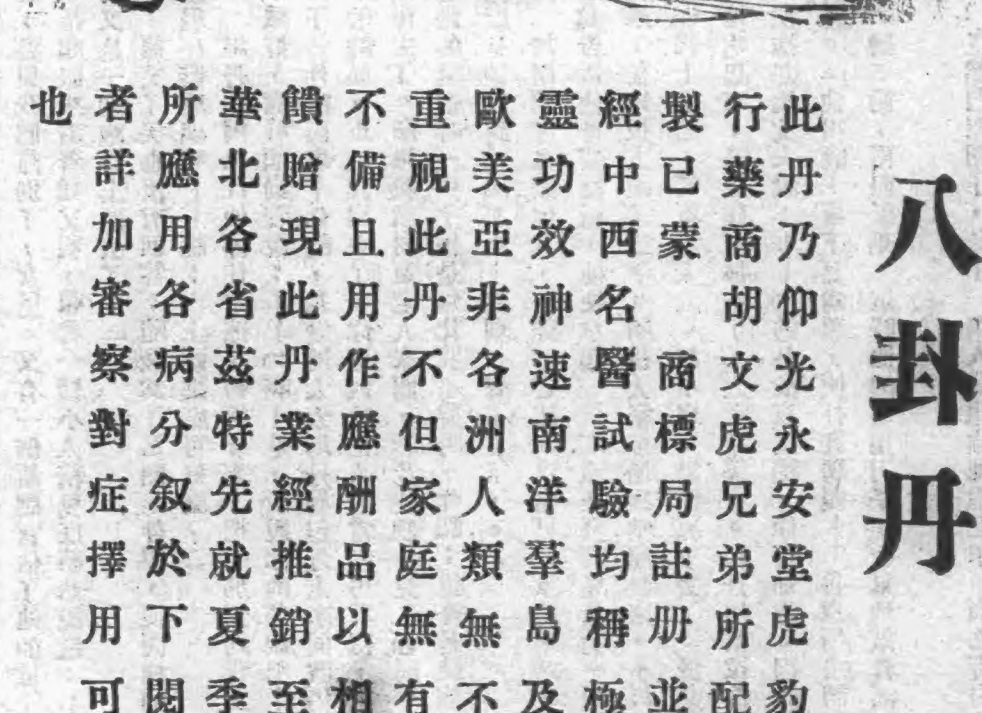 八卦丹
此丹乃仰光永安堂虎豹
行藥商胡文虎兄弟所配
製已蒙 商標局註册並
經中西名醫試驗均稱極
靈功效神速南洋羣島及
歐美亞非各洲人類無不
重視此丹不但家庭無有
不備且用作應酬品以相
饋贈現此丹業經推銷至
華北各省茲特先就夏季
所應用各病分叙於下閱
者詳加審察對症擇用可
也